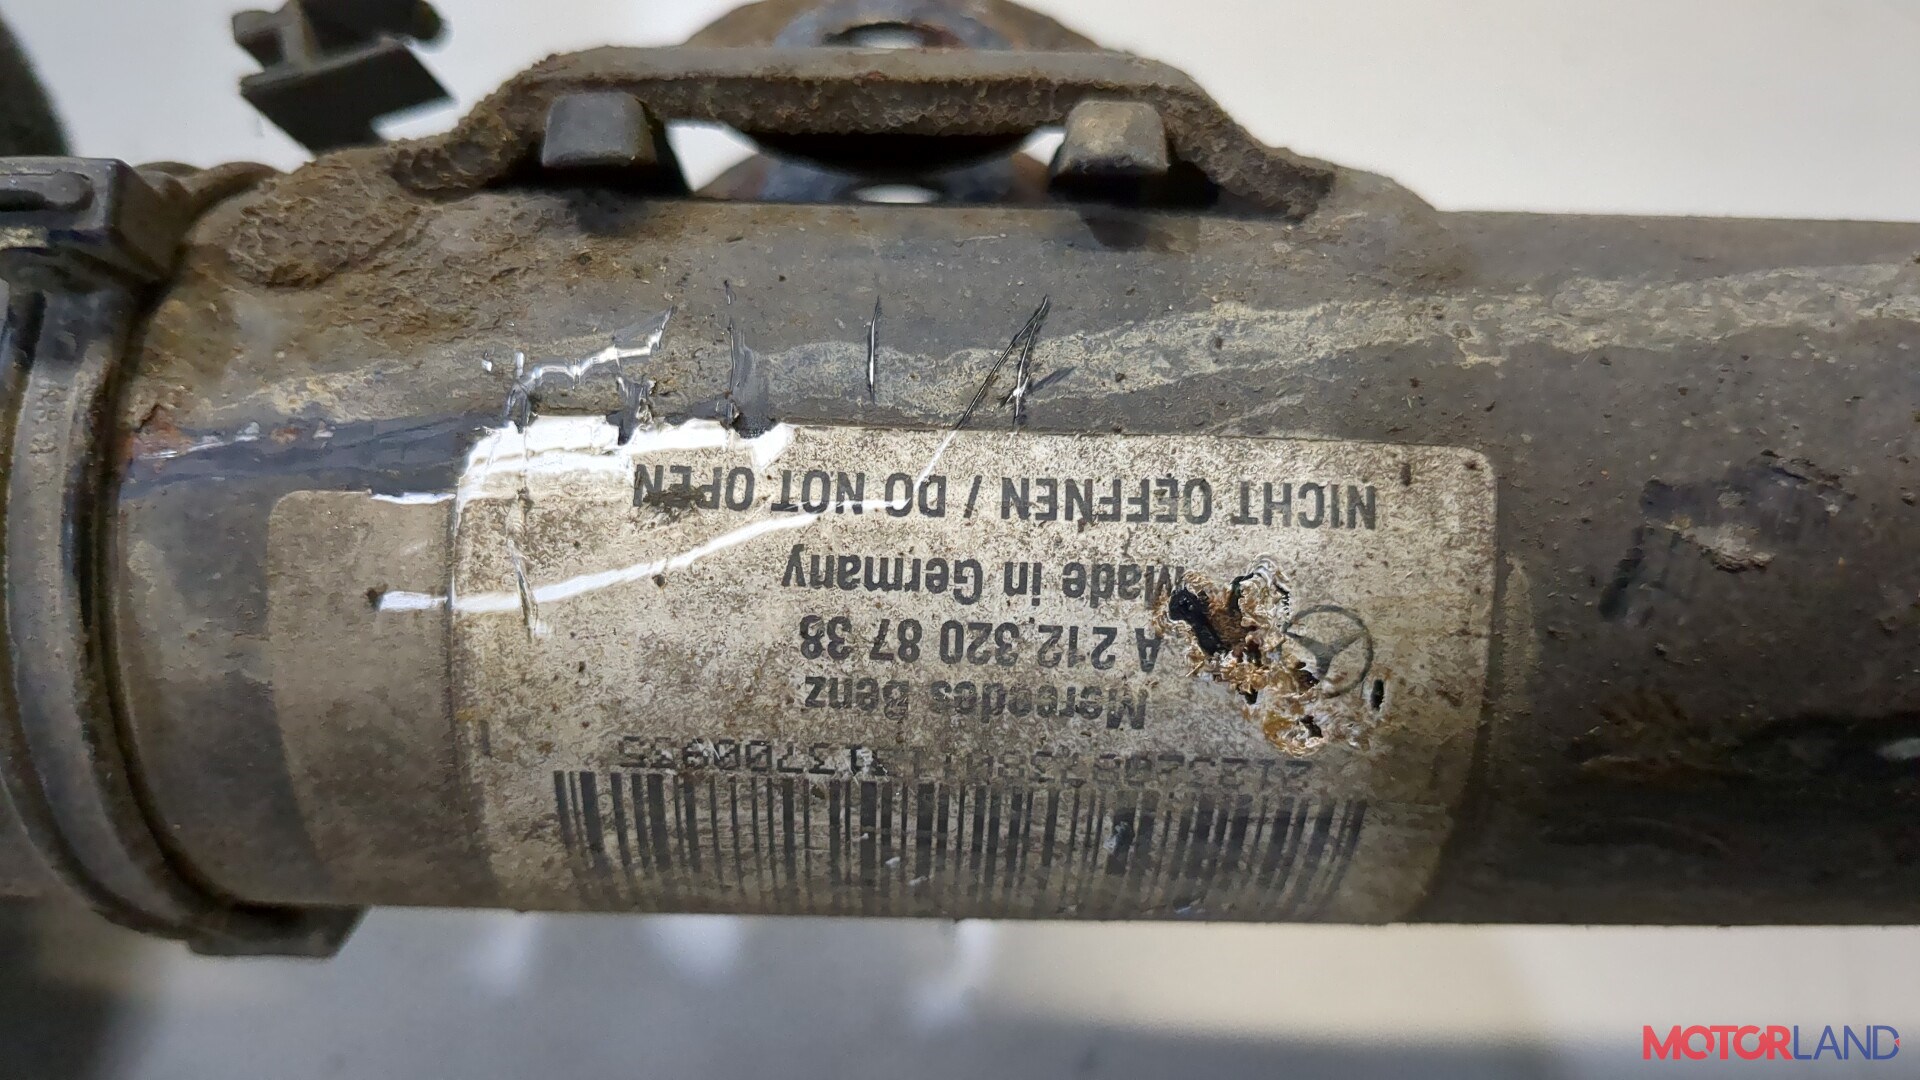 NICHT OEFFNEN / DO NOT OPEN
Made in Germany
A 212 320 87 38
Mercedes Benz
MOTORLAND